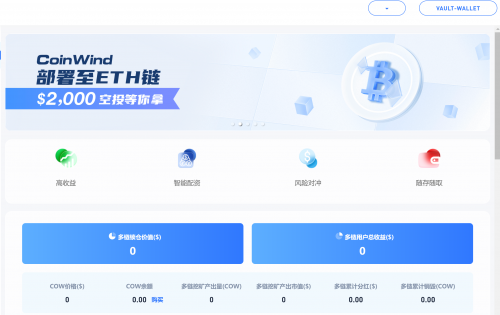 VAULT-WALLET
CoinWind
部署至ETH链
$2,000 空投等你拿
高收益
智能配资
风险对冲
随存随取
多链锁仓价值($)
0
多链用户总收益($)
0
COW价格($)
0
COW余额
0.00 购买
多链挖矿产出量(COW)
0
多链挖矿产出市值($)
0
多链累计分红($)
0.00
多链累计销毁(COW)
0.00